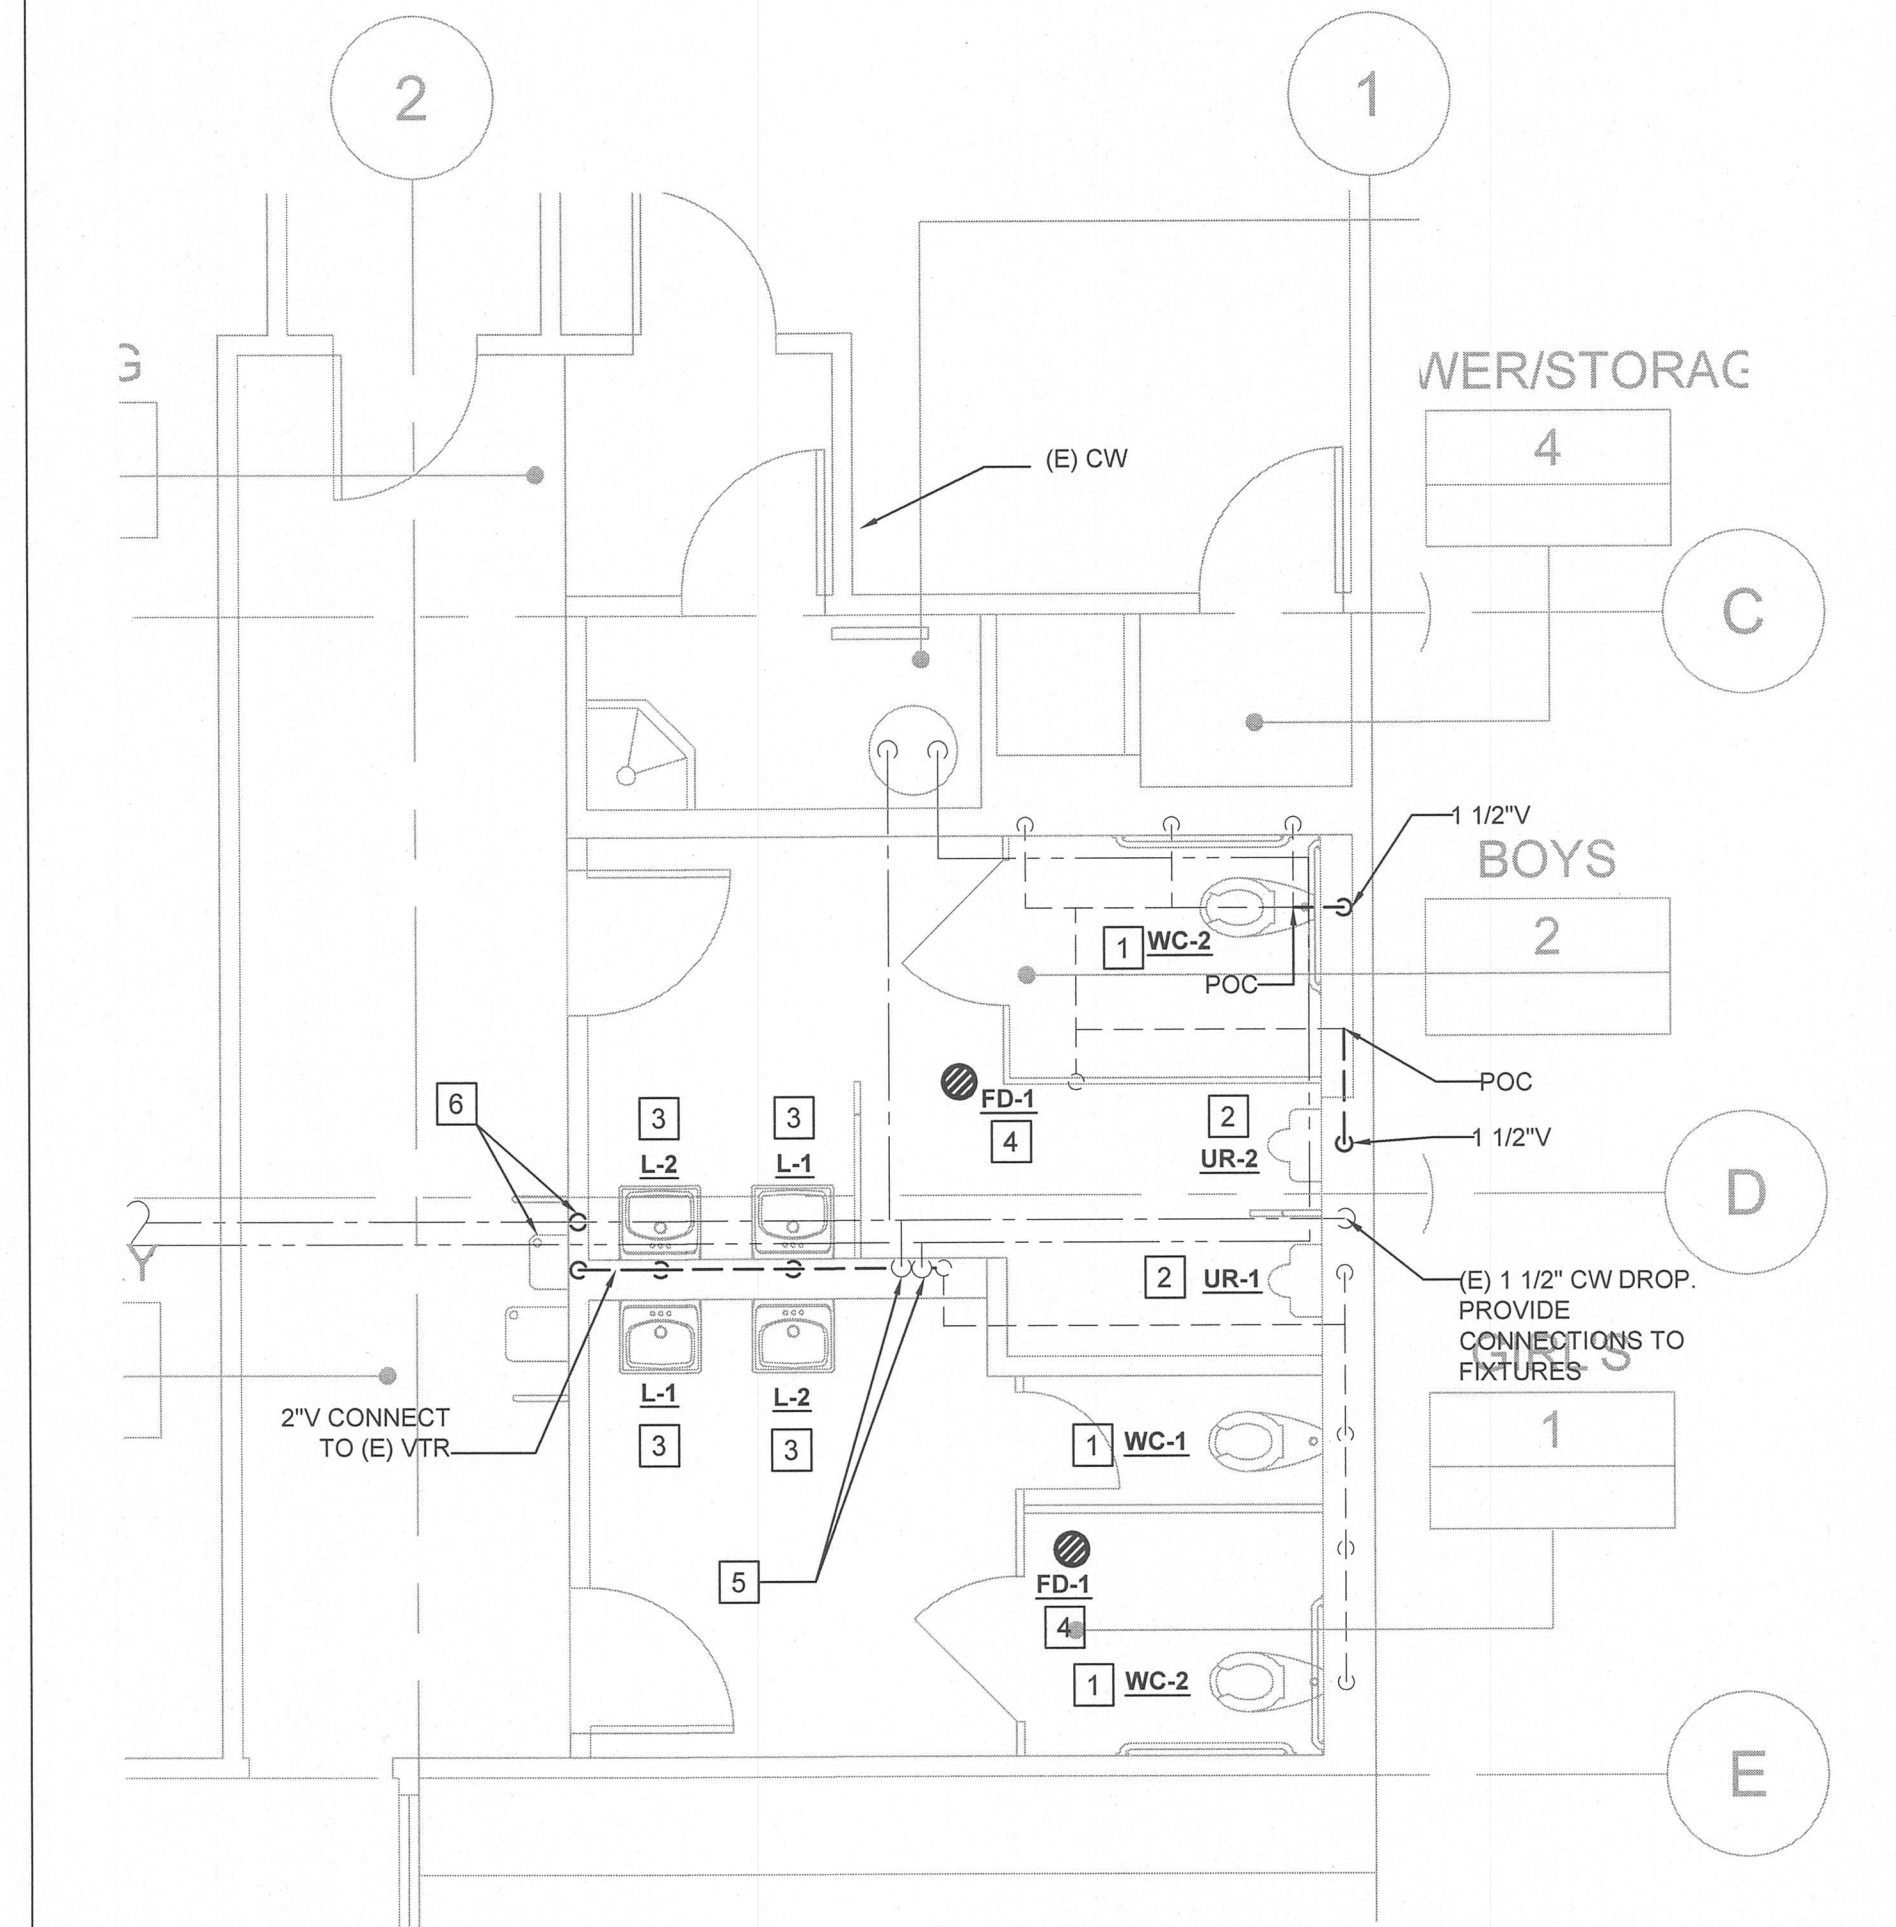 2
1
G
WER/STORAG
4
(E) CW
C
1 1/2"V
BOYS
2
1 WC-2
POC
POC
6
3
3
FD-1
4
2
L-2
L-1
UR-2
1 1/2"V
D
Y
2 UR-1
(E) 1 1/2" CW DROP.
PROVIDE
CONNECTIONS TO
FIXTURES
GIRLS
1
L-1
L-2
3
3
2"V CONNECT
TO (E) VTR
1 WC-1
5
FD-1
4
1 WC-2
E